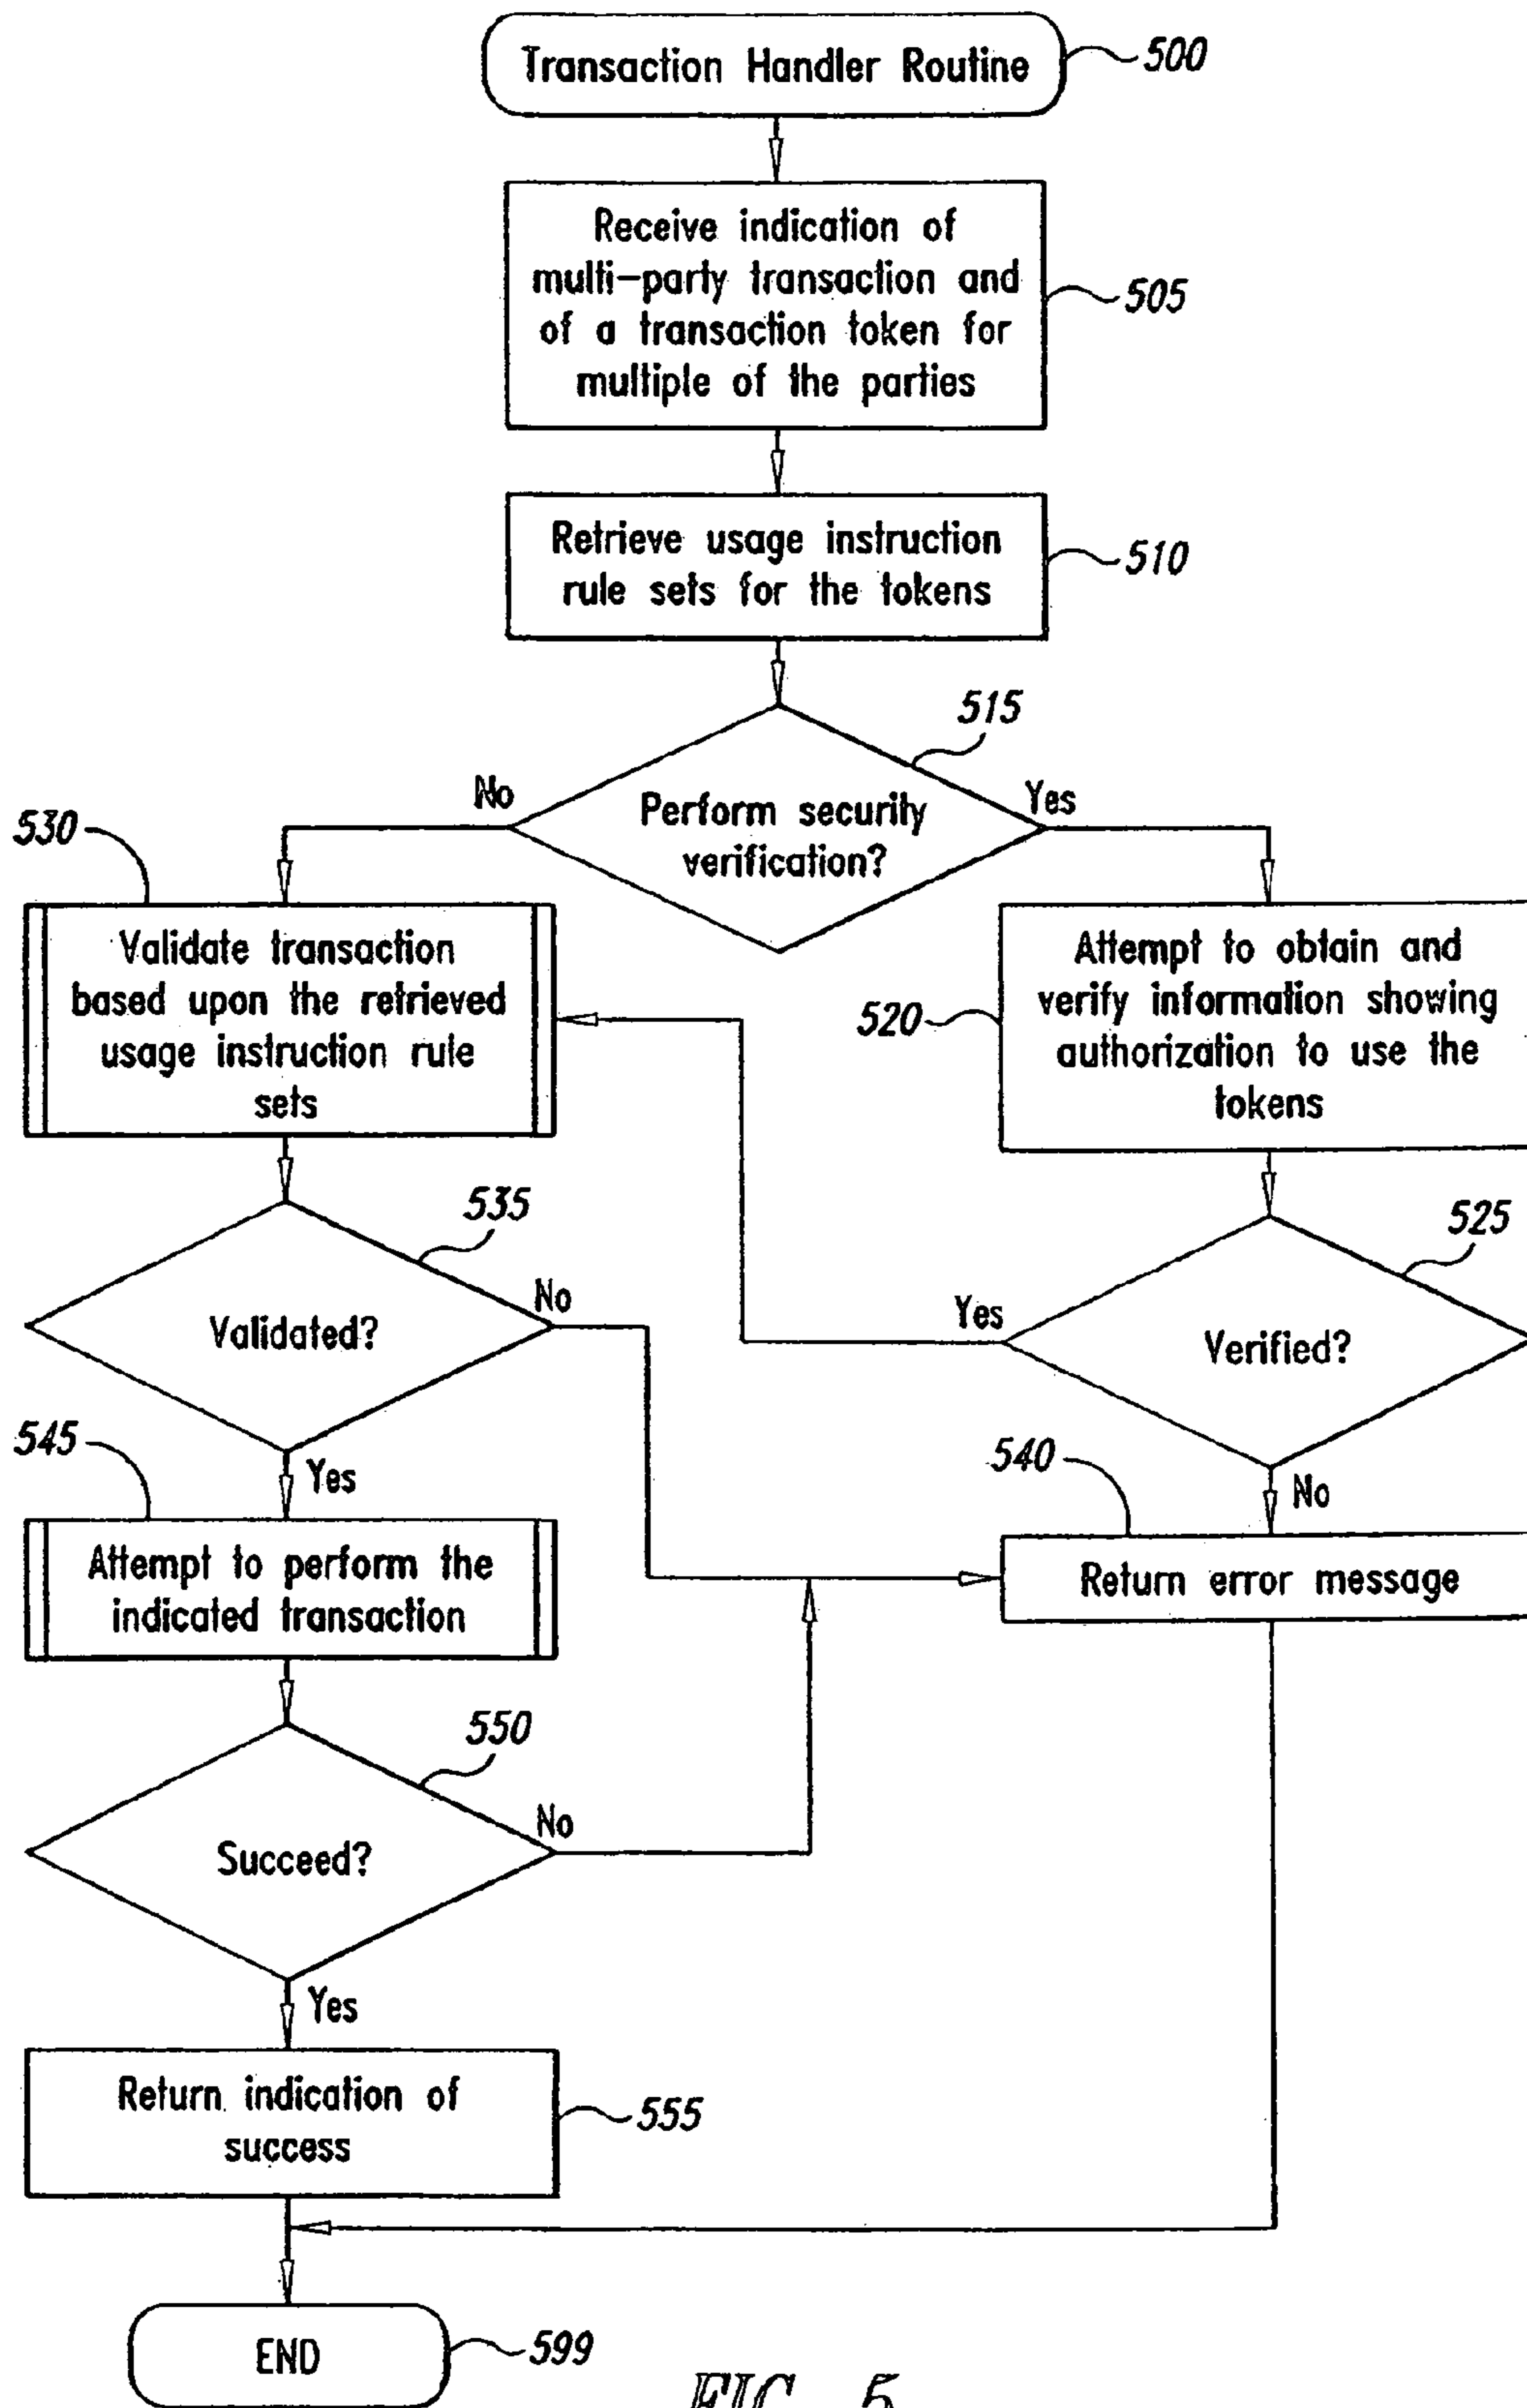 Transaction Handler Routine
500
Receive indication of
multi-party transaction and
of a transaction token for
multiple of the parties
505
Retrieve usage instruction
rule sets for the tokens
510
515
Perform security
verification?
No
Yes
530
Validate transaction
based upon the retrieved
usage instruction rule
sets
520
Attempt to obtain and
verify information showing
authorization to use the
tokens
535
Validated?
No
Yes
525
Verified?
Yes
No
545
Attempt to perform the
indicated transaction
540
Return error message
550
Succeed?
No
Yes
Return indication of
success
555
END
599
FIG. 5